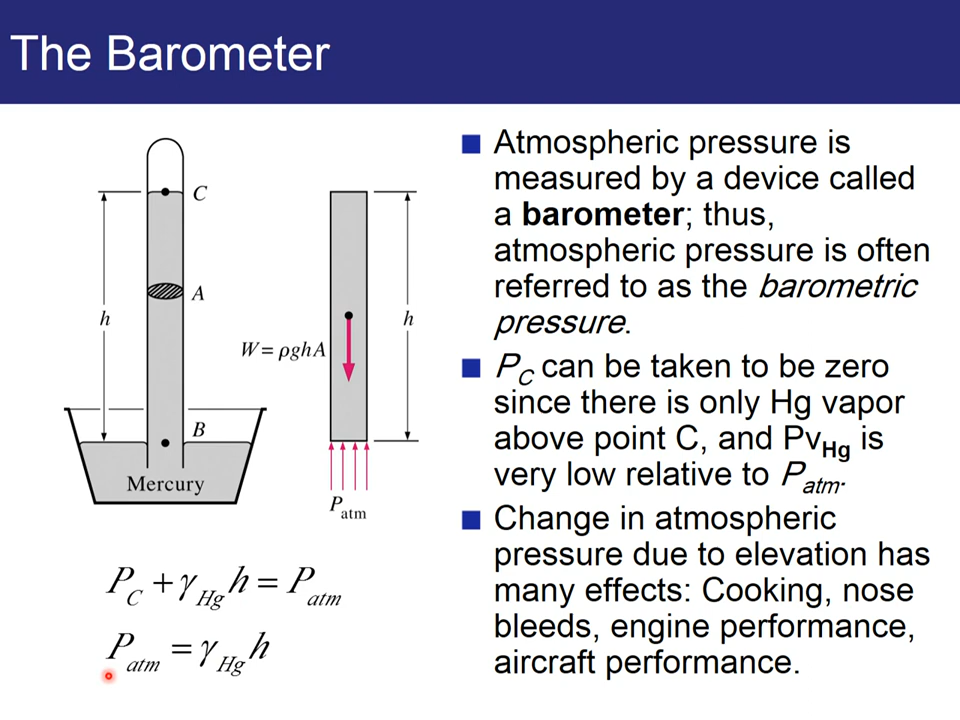 The Barometer
C
A
h
h
W = ρghA
B
Mercury
P atm
P_C + γ_Hg h = P_atm
P_atm = γ_Hg h
Atmospheric pressure is
measured by a device called
a barometer; thus,
atmospheric pressure is often
referred to as the barometric
pressure.
P_C can be taken to be zero
since there is only Hg vapor
above point C, and Pv_Hg is
very low relative to P_atm.
Change in atmospheric
pressure due to elevation has
many effects: Cooking, nose
bleeds, engine performance,
aircraft performance.